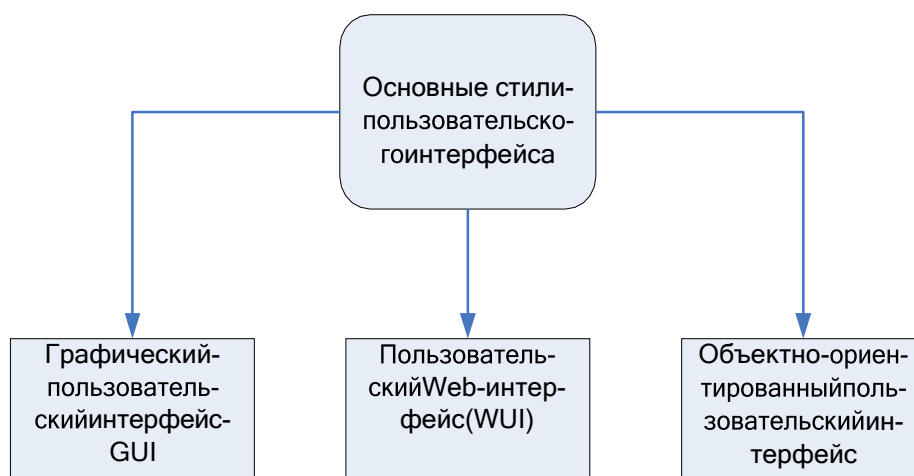 Основные стили-
пользовательско-
гоинтерфейса
Графический-
пользователь-
скийинтерфейс-
GUI
Пользователь-
скийWeb-интер-
фейс(WUI)
Объектно-ориен-
тированныйполь-
зовательскийин-
терфейс